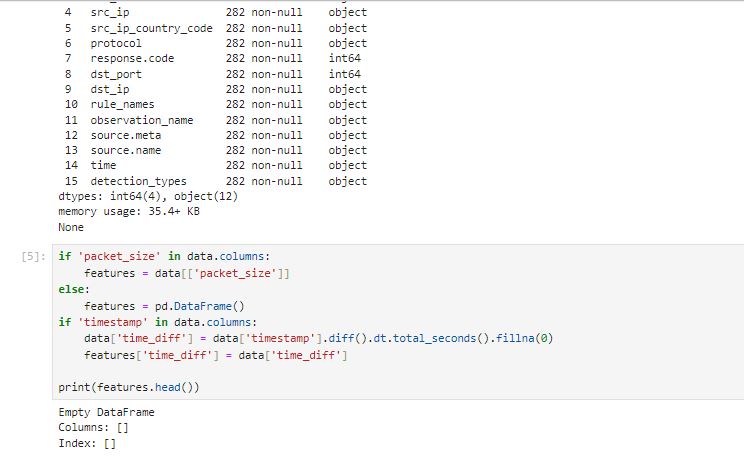 4 src_ip 282 non-null object
5 src_ip_country_code 282 non-null object
6 protocol 282 non-null object
7 response.code 282 non-null int64
8 dst_port 282 non-null int64
9 dst_ip 282 non-null object
10 rule_names 282 non-null object
11 observation_name 282 non-null object
12 source.meta 282 non-null object
13 source.name 282 non-null object
14 time 282 non-null object
15 detection_types 282 non-null object
dtypes: int64(4), object(12)
memory usage: 35.4+ KB
None
[5]: if 'packet_size' in data.columns:
    features = data[['packet_size']]
else:
    features = pd.DataFrame()
if 'timestamp' in data.columns:
    data['time_diff'] = data['timestamp'].diff().dt.total_seconds().fillna(0)
    features['time_diff'] = data['time_diff']
print(features.head())
Empty DataFrame
Columns: []
Index: []